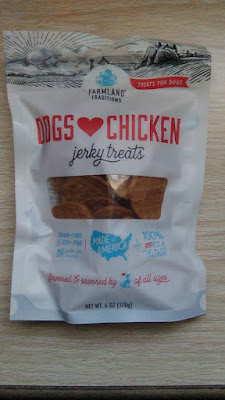 FARMLAND
TRADITIONS
TREATS FOR DOGS
DOGS CHICKEN
jerky treats
MADE IN
AMERICA
100%
favored & savored by of all sizes
NET WT. 6 OZ (170g)